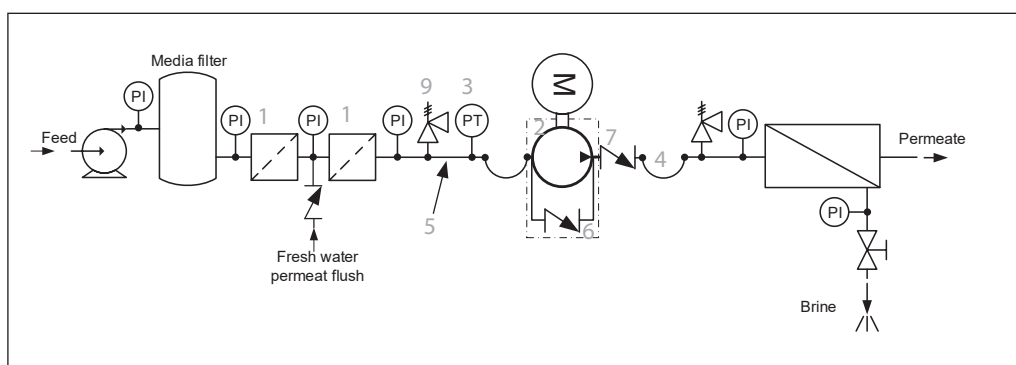 Media filter
9
3
PI
M
1
1
2
7
PI
PI
PI
PT
PI
Feed
4
Permeate
5
6
PI
Fresh water
permeat flush
Brine